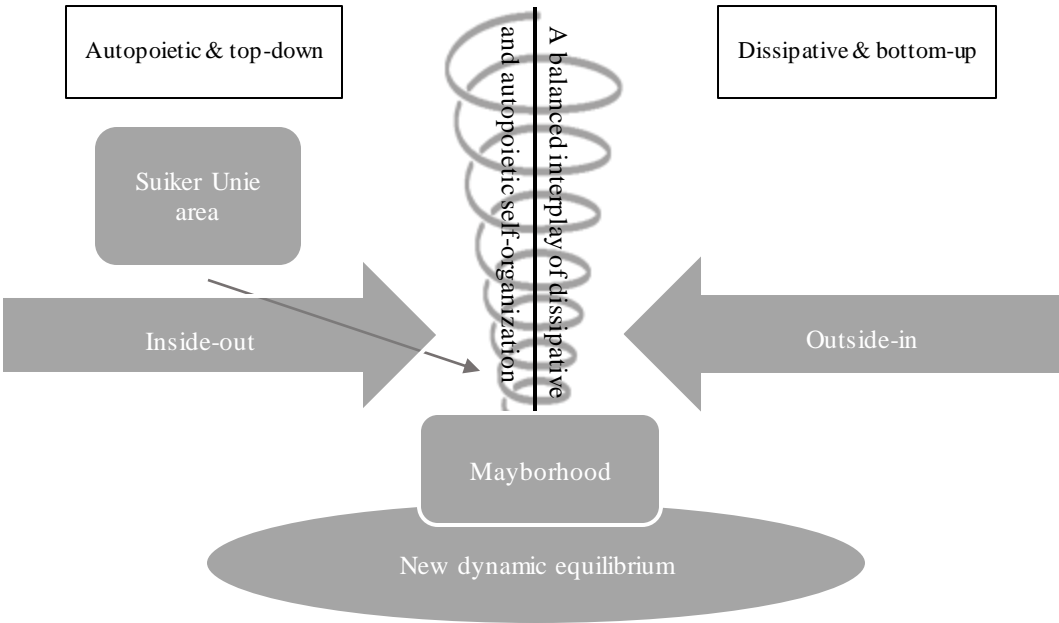 Autopoietic & top-down
Dissipative & bottom-up
Suiker Unie
area
A balanced interplay of dissipative
and autopoietic self-organization
Inside-out
Outside-in
Mayborhood
New dynamic equilibrium